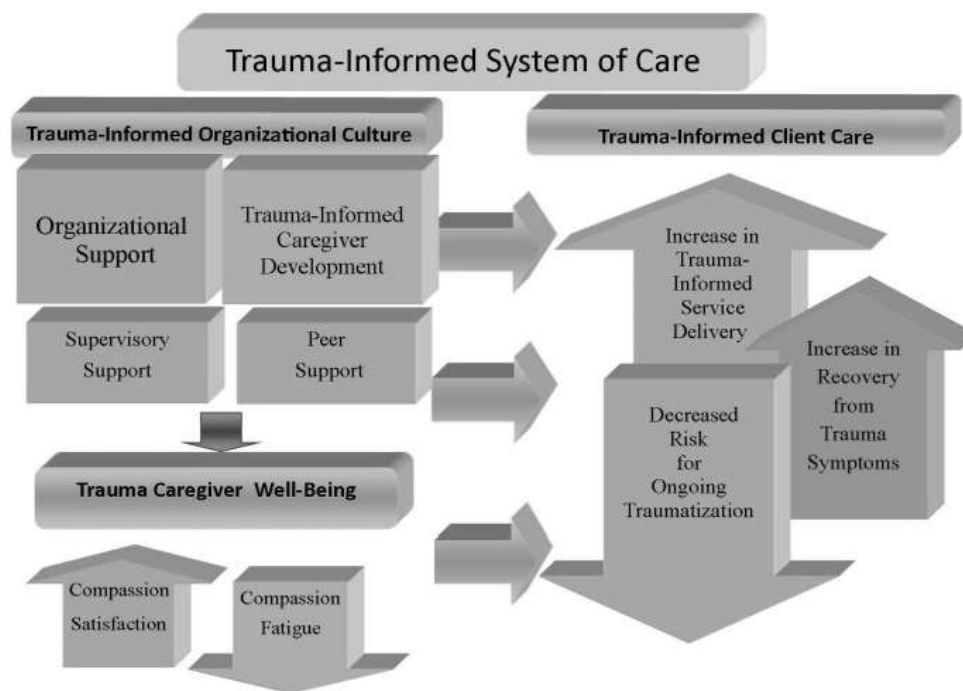 Trauma-Informed System of Care
Trauma-Informed Organizational Culture
Organizational
Support
Trauma-Informed
Caregiver
Development
Supervisory
Support
Peer
Support
Trauma Caregiver Well-Being
Compassion
Satisfaction
Compassion
Fatigue
Trauma-Informed Client Care
Increase in
Trauma-
Informed
Service
Delivery
Increase in
Recovery
from
Trauma
Symptoms
Decreased
Risk
for
Ongoing
Traumatization